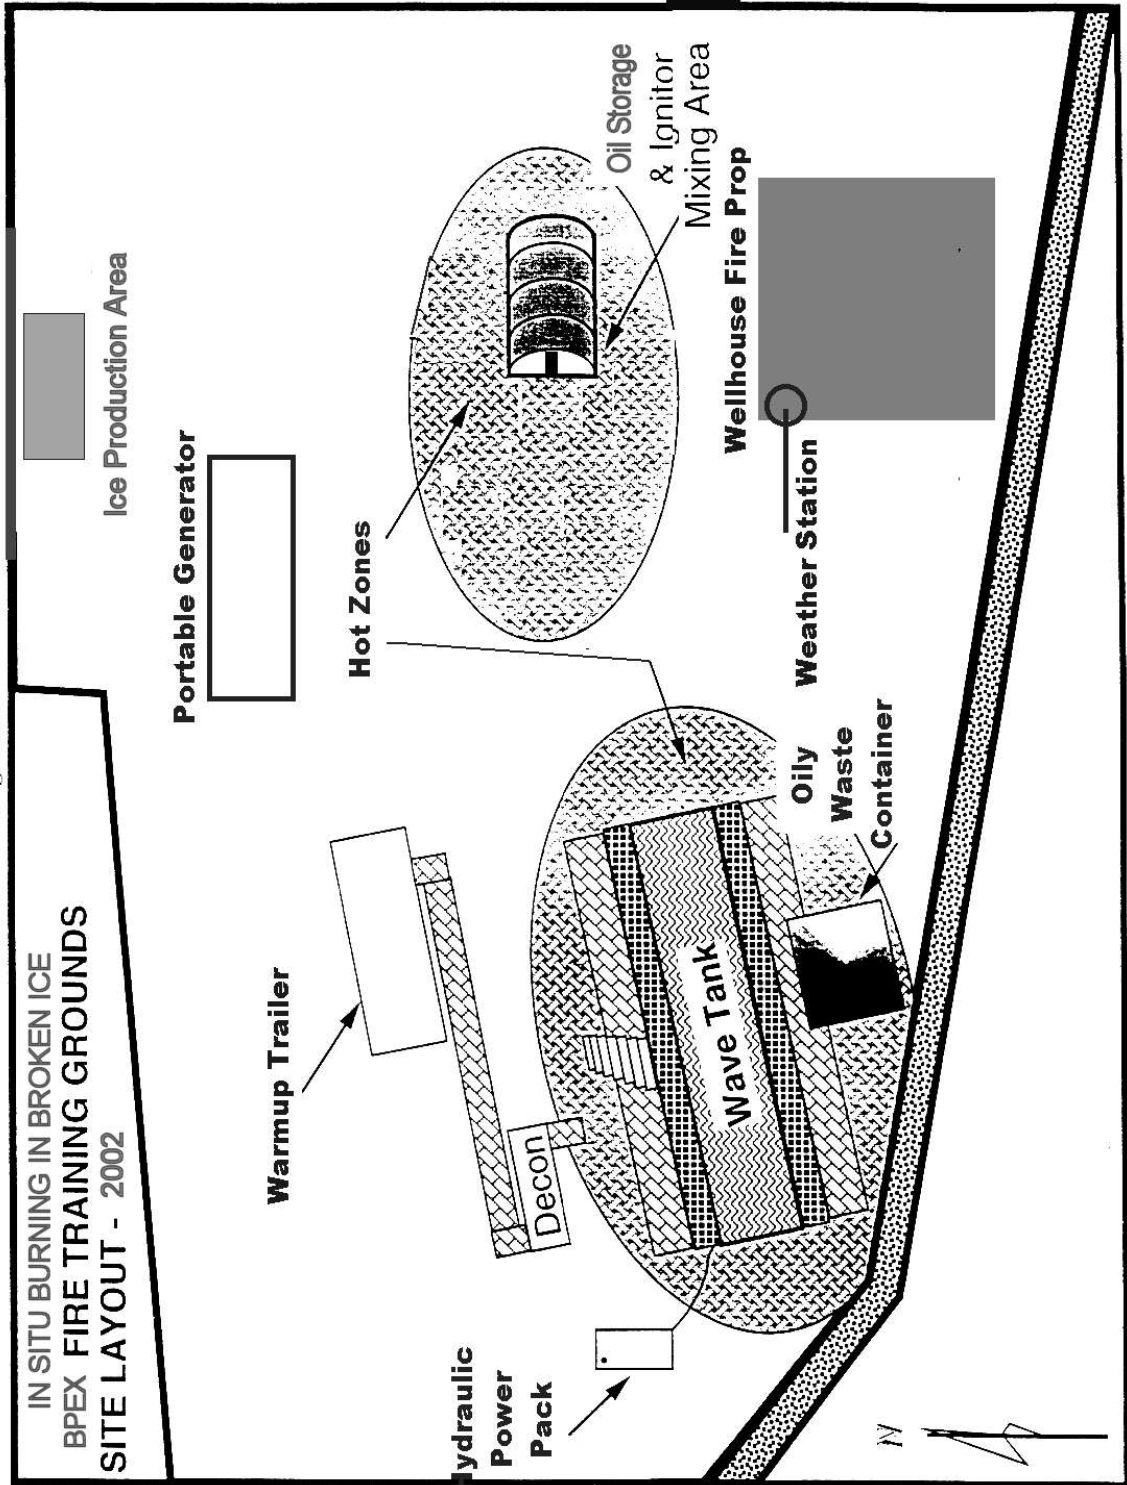 IN SITU BURNING IN BROKEN ICE
BPEX FIRE TRAINING GROUNDS
SITE LAYOUT - 2002
Ice Production Area
Portable Generator
Warmup Trailer
Hot Zones
Oil Storage
& Ignitor
Mixing Area
Wellhouse Fire Prop
Weather Station
Decon
Wave Tank
Oily
Waste
Container
ydraulic
Power
Pack
N